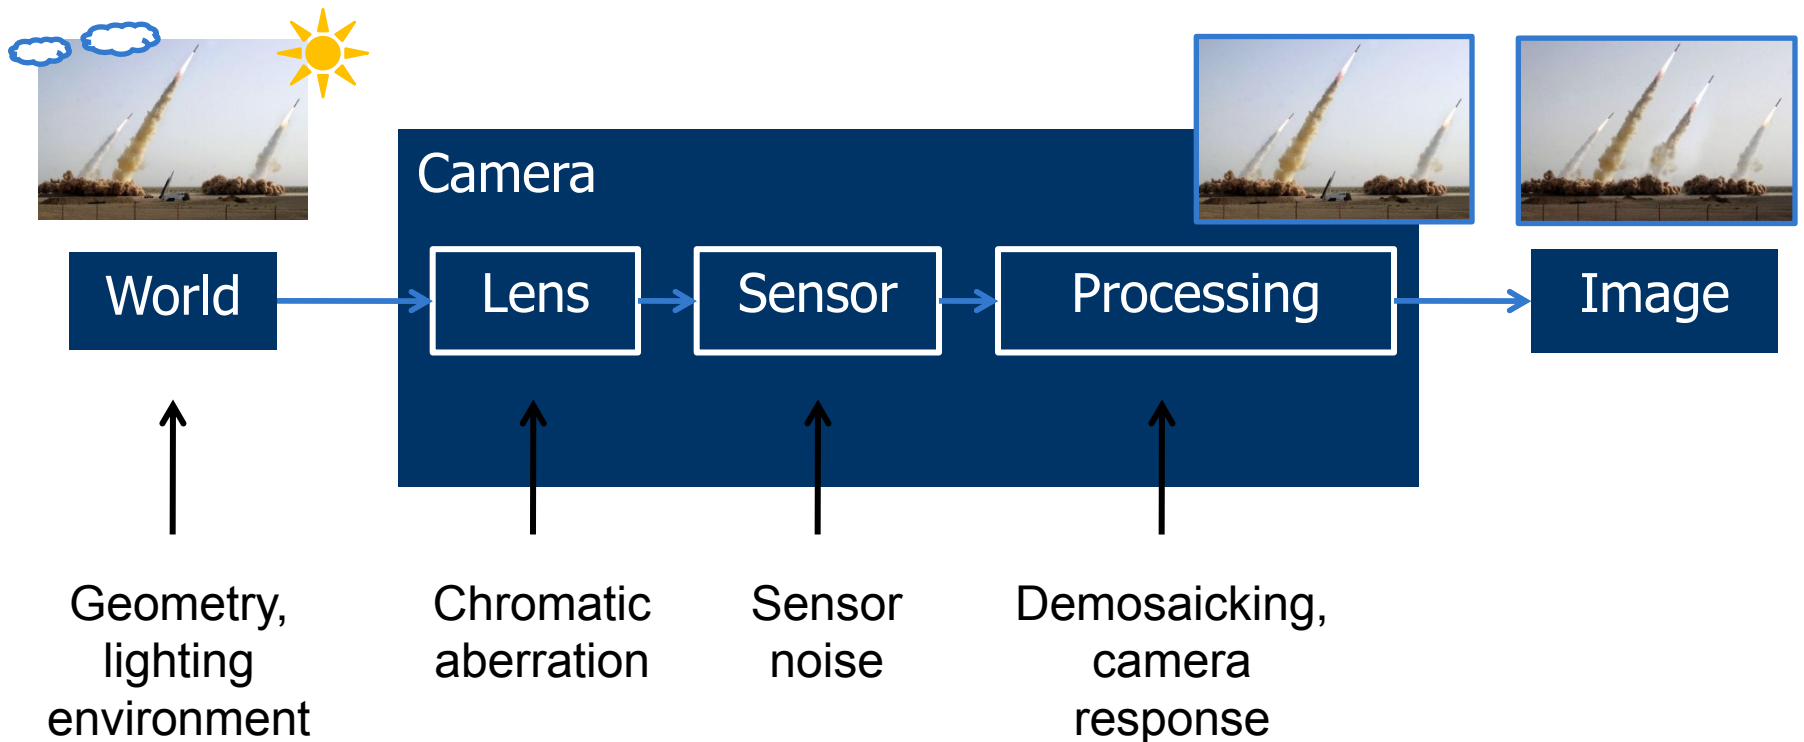 Camera
World
Lens
Sensor
Processing
Image
Geometry,
lighting
environment
Chromatic
aberration
Sensor
noise
Demosaicking,
camera
response